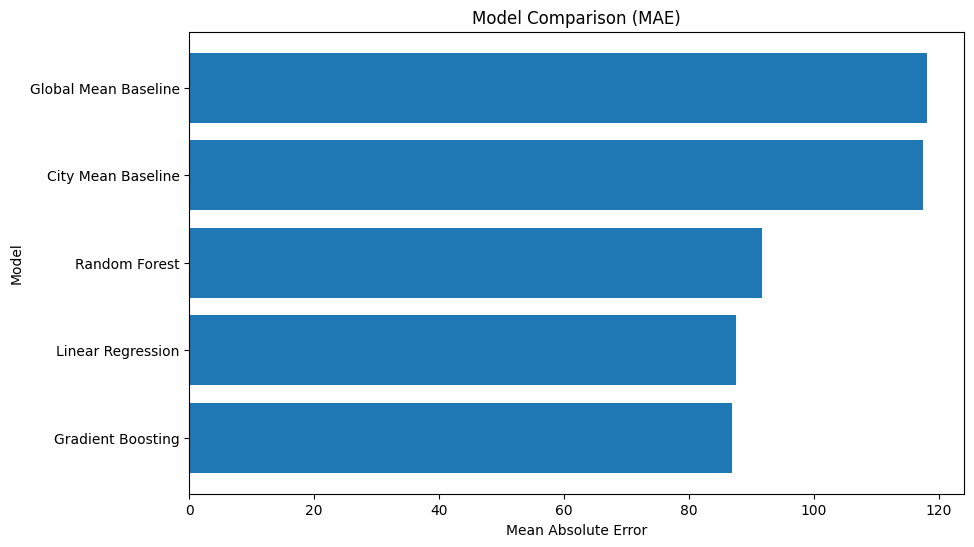 Model Comparison (MAE)
Model
Global Mean Baseline
City Mean Baseline
Random Forest
Linear Regression
Gradient Boosting
0 20 40 60 80 100 120
Mean Absolute Error